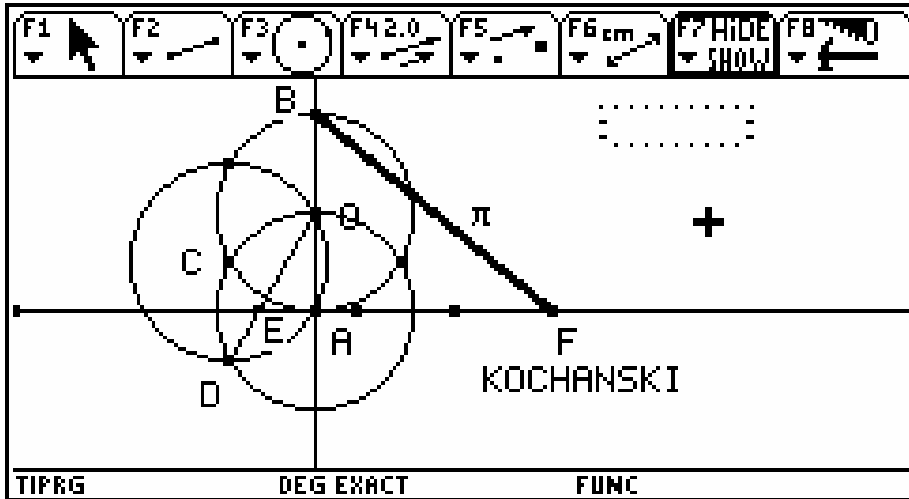 F1 F2 F3 F4 2.0 F5 F6 cm F7 HIDE SHOW F8
B
O
π
C
E
A
F
KOCHANSKI
D
TIPRG DEG EXACT FUNC